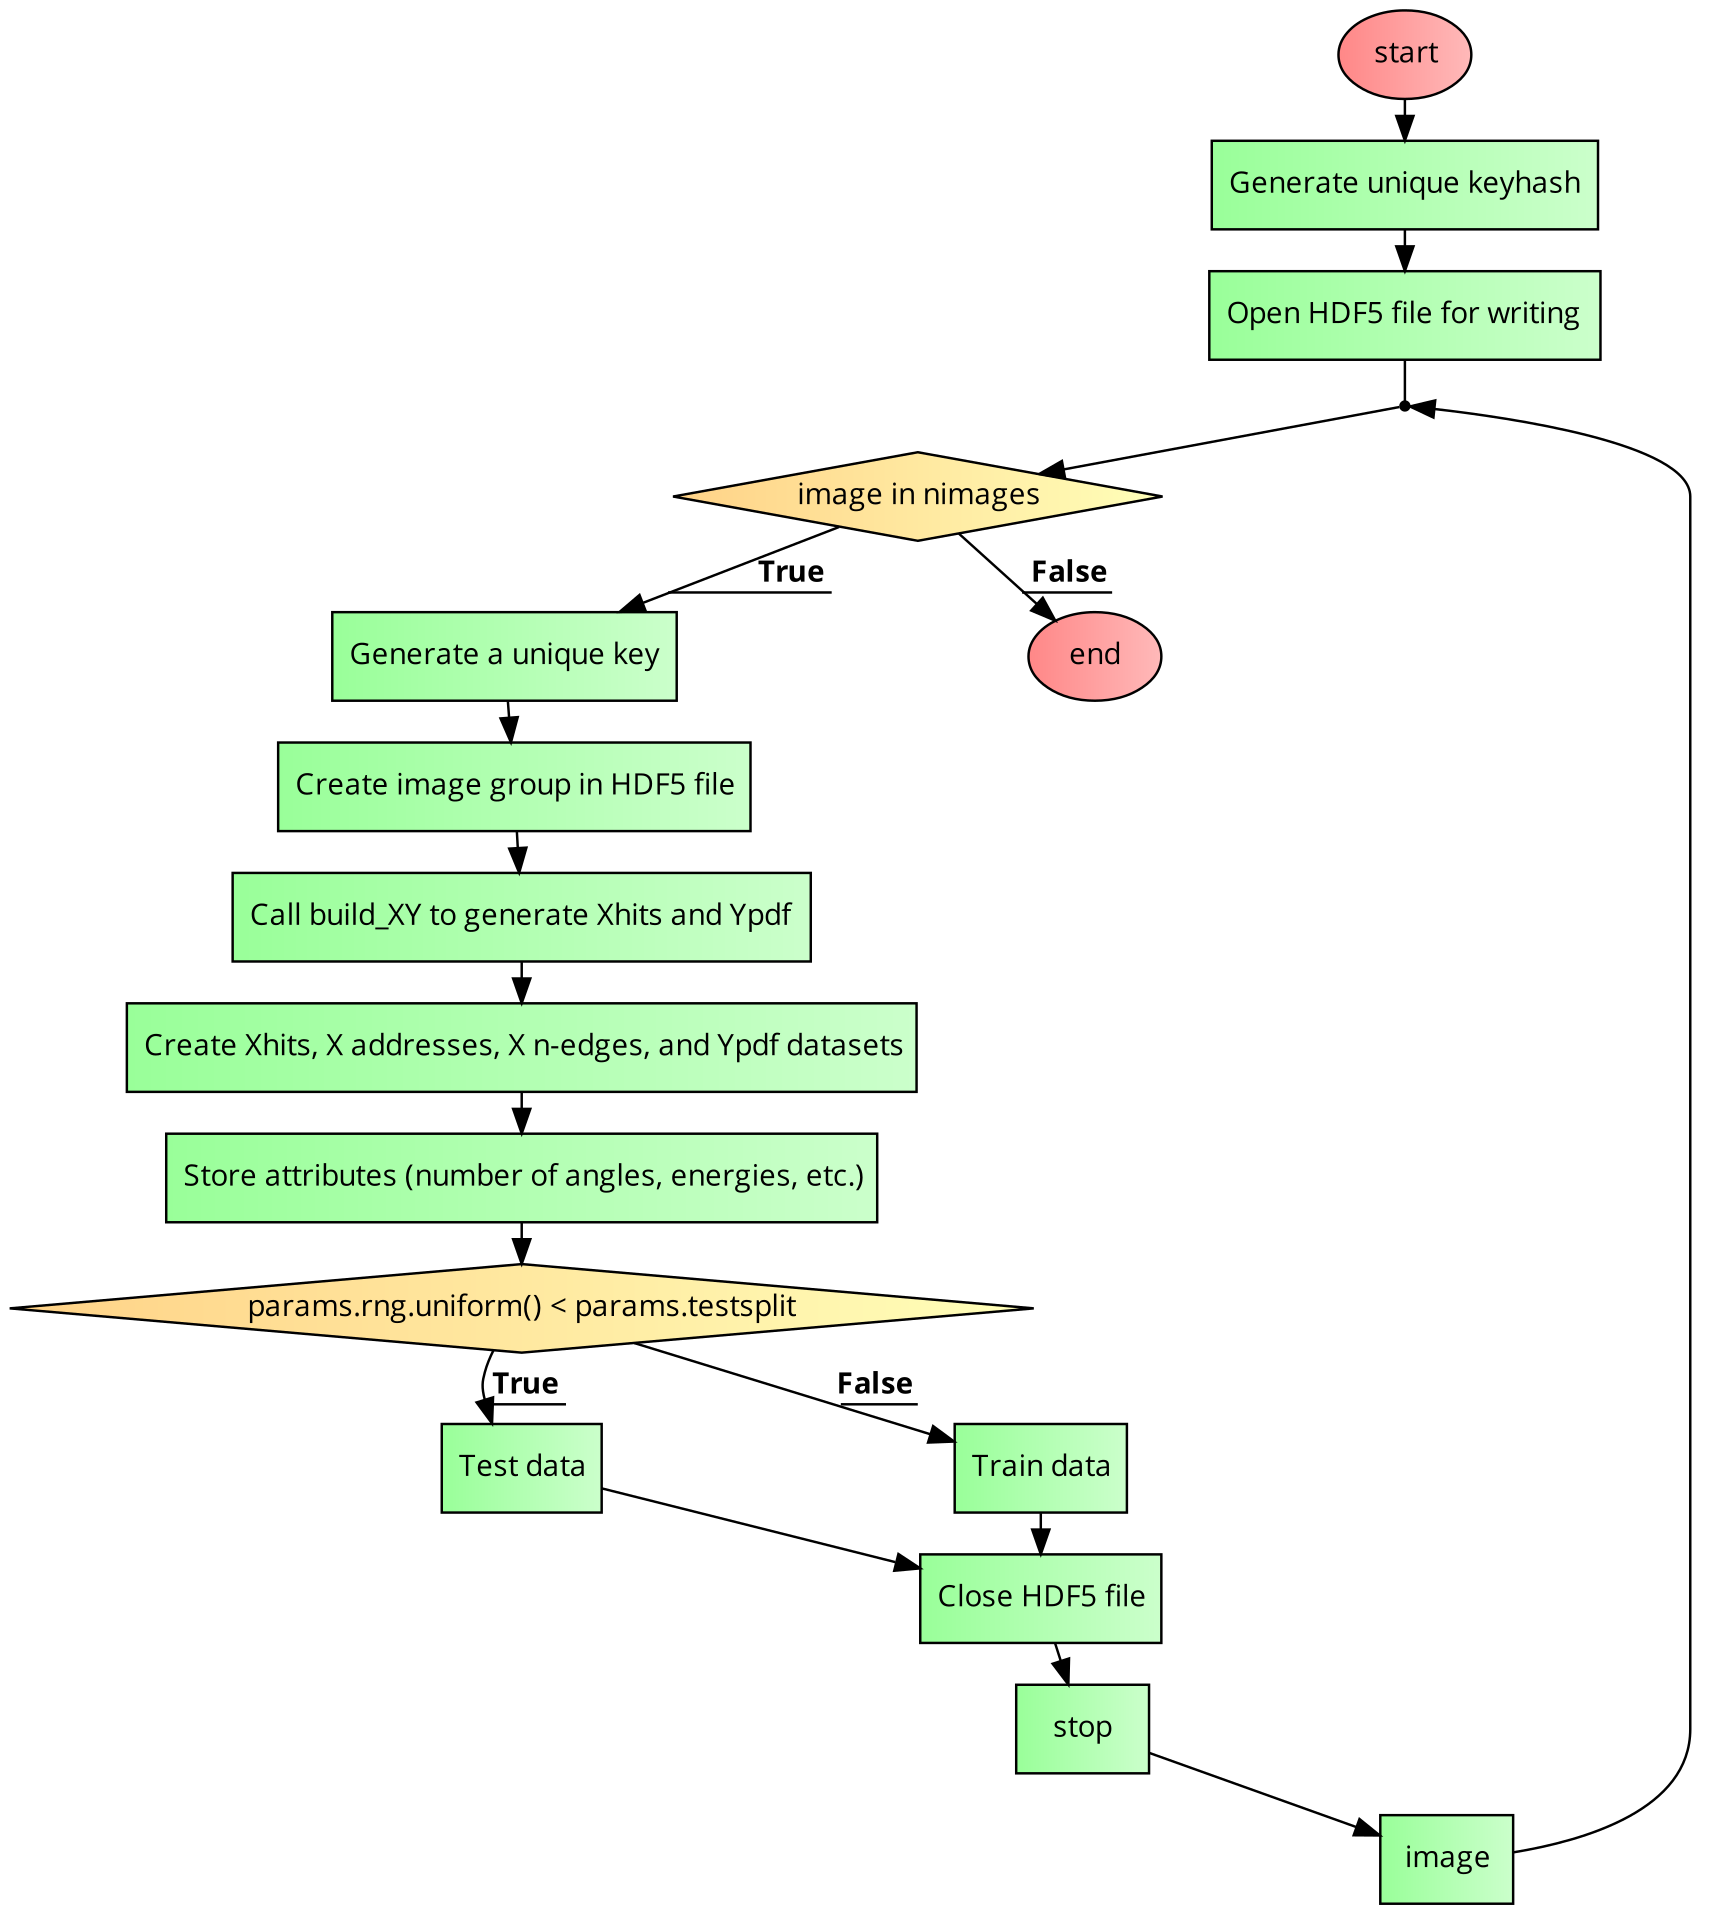 start
Generate unique keyhash
Open HDF5 file for writing
image in nimages
True
False
Generate a unique key
end
Create image group in HDF5 file
Call build_XY to generate Xhits and Ypdf
Create Xhits, X addresses, X n-edges, and Ypdf datasets
Store attributes (number of angles, energies, etc.)
params.rng.uniform() < params.testsplit
True
False
Test data
Train data
Close HDF5 file
stop
image